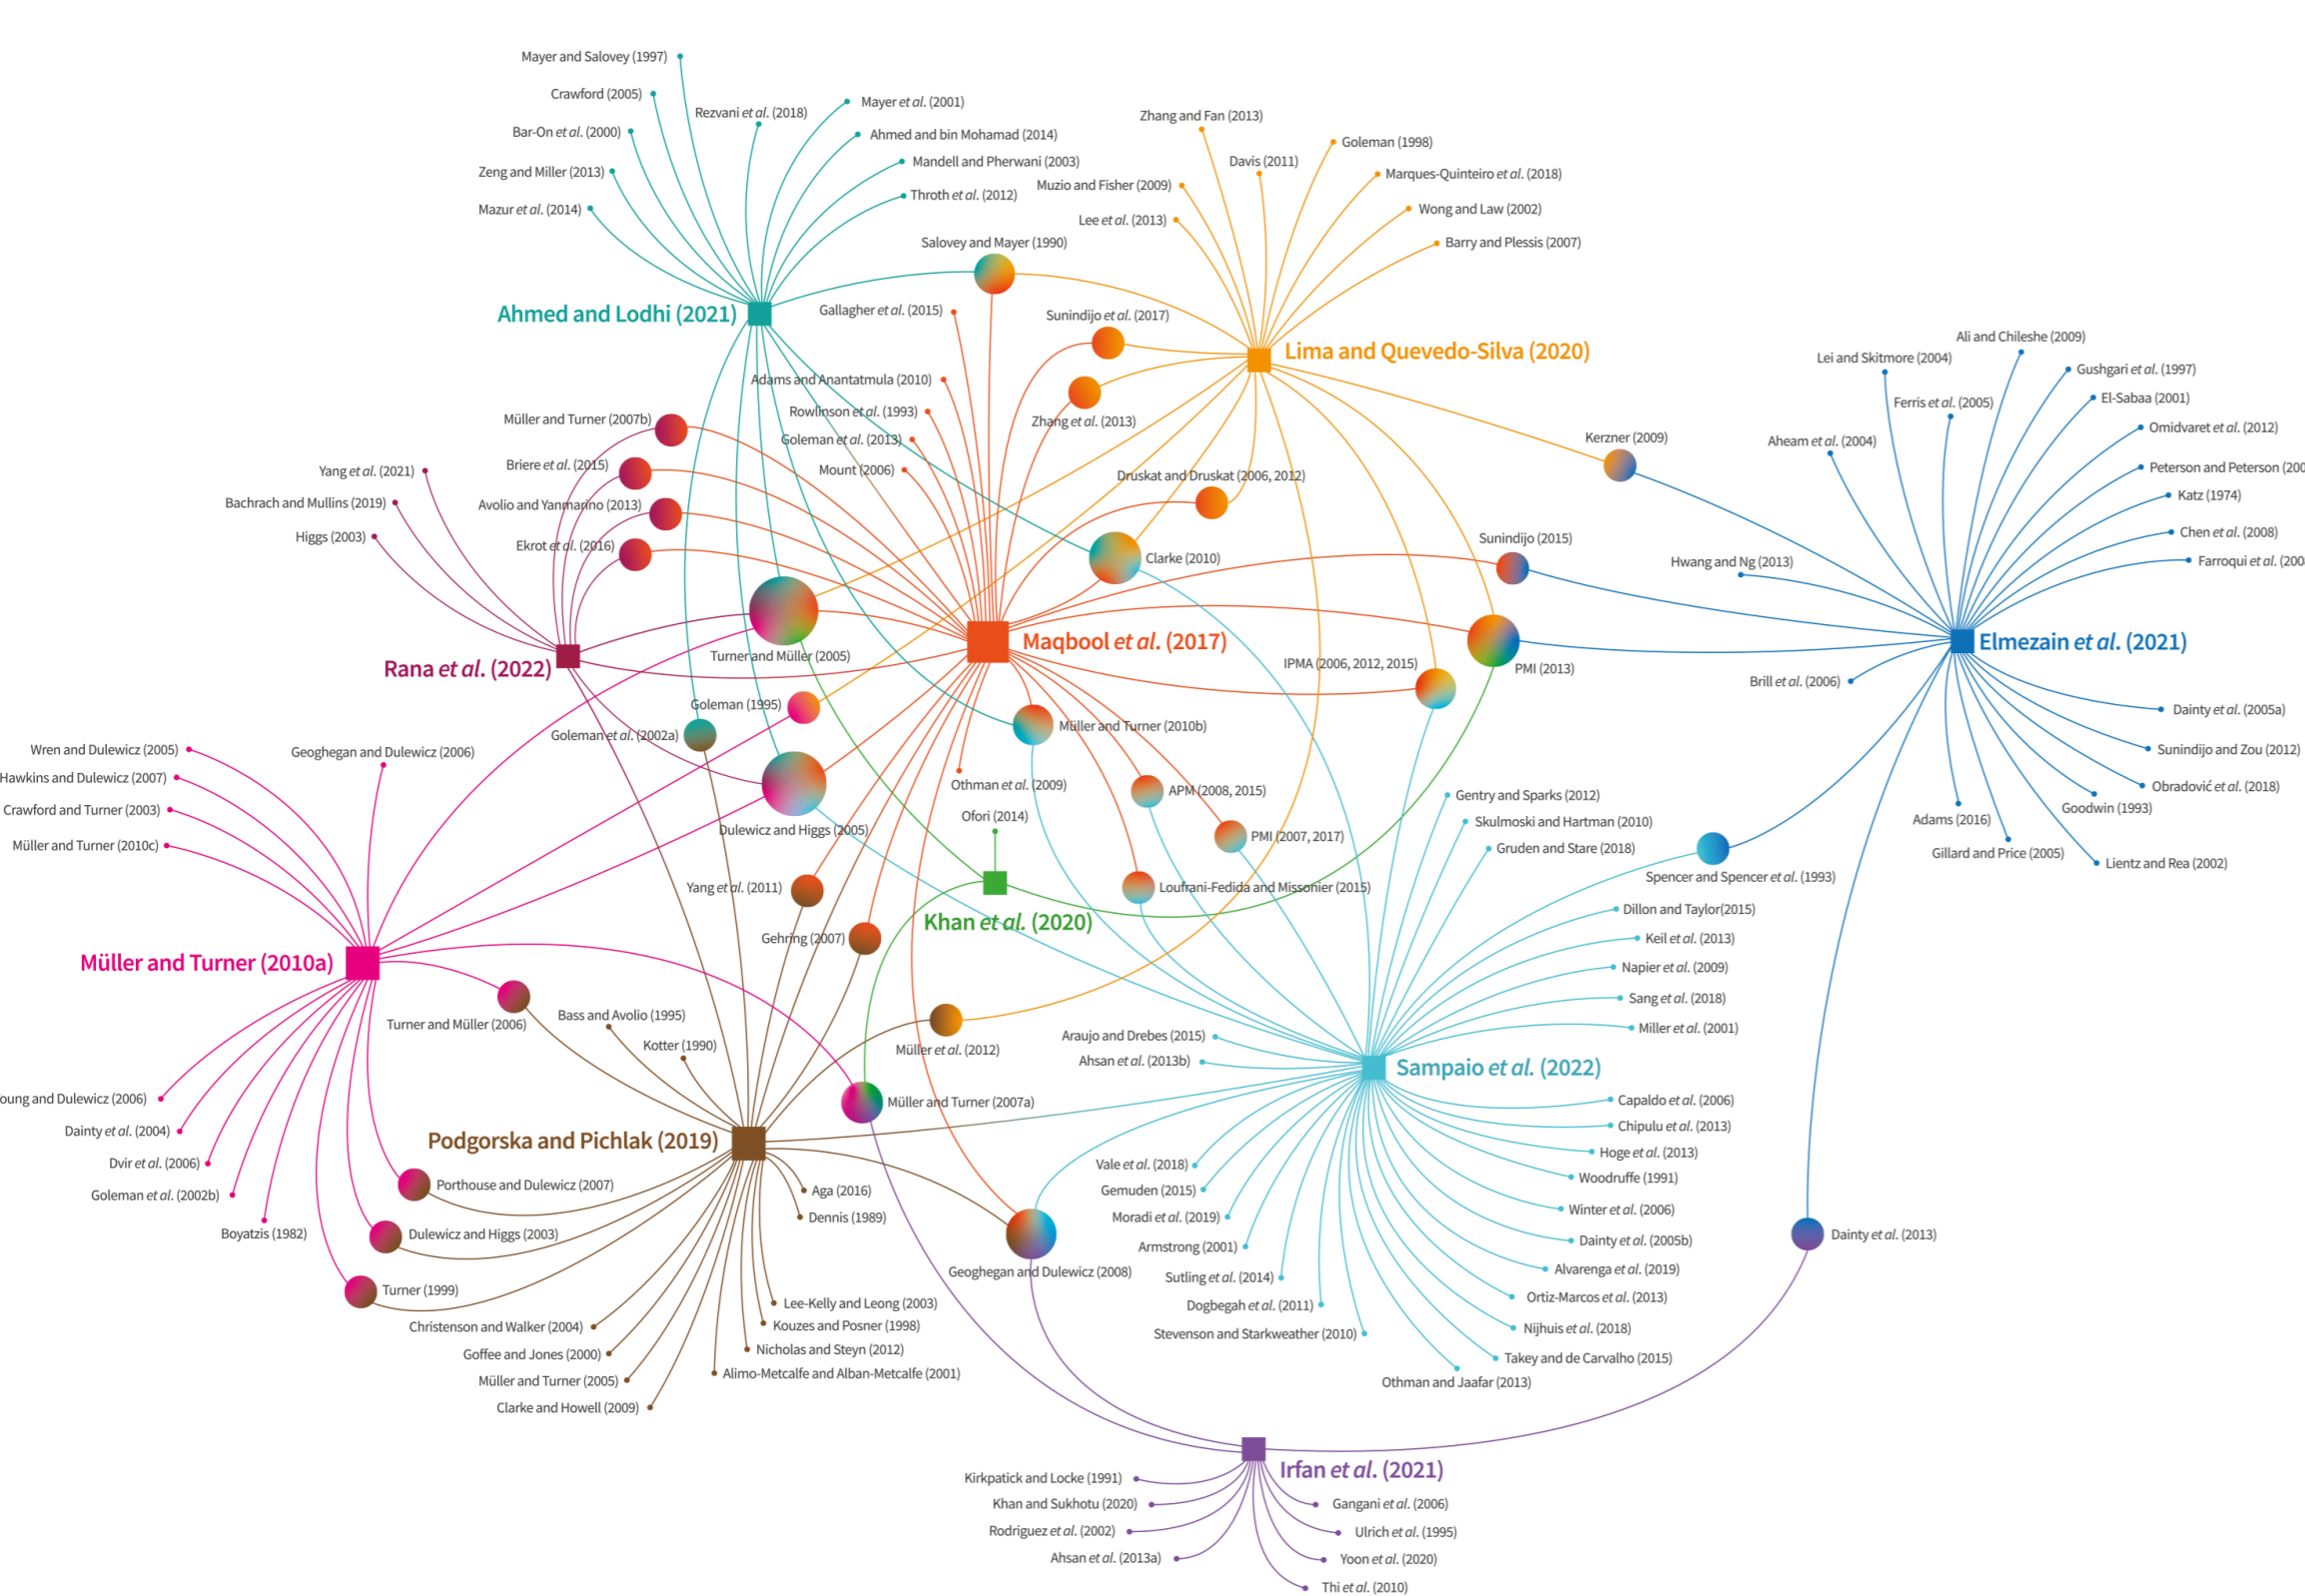 Mayer and Salovey (1997)
Crawford (2005)
Rezvani et al. (2018)
Mayer et al. (2001)
Bar-On et al. (2000)
Ahmed and bin Mohamad (2014)
Zeng and Miller (2013)
Mandell and Pherwani (2003)
Mazur et al. (2014)
Throth et al. (2012)
Zhang and Fan (2013)
Goleman (1998)
Davis (2011)
Marques-Quinteiro et al. (2018)
Muzio and Fisher (2009)
Wong and Law (2002)
Lee et al. (2013)
Barry and Plessis (2007)
Salovey and Mayer (1990)
Ahmed and Lodhi (2021)
Gallagher et al. (2015)
Sunindijo et al. (2017)
Lima and Quevedo-Silva (2020)
Adams and Anantatmula (2010)
Rowlinson et al. (1993)
Zhang et al. (2013)
Goleman et al. (2013)
Mount (2006)
Druskat and Druskat (2006, 2012)
Müller and Turner (2007b)
Briere et al. (2015)
Avolio and Yanmarino (2013)
Ekrot et al. (2016)
Yang et al. (2021)
Bachrach and Mullins (2019)
Higgs (2003)
Clarke (2010)
Kerzner (2009)
Sunindijo (2015)
Ali and Chileshe (2009)
Lei and Skitmore (2004)
Gushgari et al. (1997)
Ferris et al. (2005)
El-Sabaa (2001)
Aheam et al. (2004)
Omidvaret et al. (2012)
Peterson and Peterson (200
Katz (1974)
Chen et al. (2008)
Hwang and Ng (2013)
Farroqui et al. (200
Rana et al. (2022)
Turner and Müller (2005)
Maqbool et al. (2017)
IPMA (2006, 2012, 2015)
PMI (2013)
Elmezain et al. (2021)
Brill et al. (2006)
Dainty et al. (2005a)
Sunindijo and Zou (2012)
Obradović et al. (2018)
Goodwin (1993)
Adams (2016)
Gillard and Price (2005)
Lientz and Rea (2002)
Goleman (1995)
Goleman et al. (2002a)
Müller and Turner (2010b)
Wren and Dulewicz (2005)
Geoghegan and Dulewicz (2006)
Hawkins and Dulewicz (2007)
Crawford and Turner (2003)
Müller and Turner (2010c)
Othman et al. (2009)
APM (2008, 2015)
Dulewicz and Higgs (2005)
Ofori (2014)
PMI (2007, 2017)
Gentry and Sparks (2012)
Skulmoski and Hartman (2010)
Gruden and Stare (2018)
Spencer and Spencer et al. (1993)
Yang et al. (2011)
Loufrani-Fedida and Missonier (2015)
Khan et al. (2020)
Gehring (2007)
Dillon and Taylor(2015)
Keil et al. (2013)
Napier et al. (2009)
Sang et al. (2018)
Miller et al. (2001)
Müller and Turner (2010a)
Turner and Müller (2006)
Bass and Avolio (1995)
Kotter (1990)
Müller et al. (2012)
Araujo and Drebes (2015)
Ahsan et al. (2013b)
Sampaio et al. (2022)
oung and Dulewicz (2006)
Dainty et al. (2004)
Dvir et al. (2006)
Goleman et al. (2002b)
Boyatzis (1982)
Müller and Turner (2007a)
Podgorska and Pichlak (2019)
Porthouse and Dulewicz (2007)
Dulewicz and Higgs (2003)
Turner (1999)
Aga (2016)
Dennis (1989)
Capaldo et al. (2006)
Chipulu et al. (2013)
Hoge et al. (2013)
Woodruffe (1991)
Winter et al. (2006)
Dainty et al. (2005b)
Alvarenga et al. (2019)
Ortiz-Marcos et al. (2013)
Nijhuis et al. (2018)
Takey and de Carvalho (2015)
Othman and Jaafar (2013)
Vale et al. (2018)
Gemuden (2015)
Moradi et al. (2019)
Armstrong (2001)
Sutling et al. (2014)
Dogbegah et al. (2011)
Stevenson and Starkweather (2010)
Geoghegan and Dulewicz (2008)
Dainty et al. (2013)
Lee-Kelly and Leong (2003)
Kouzes and Posner (1998)
Nicholas and Steyn (2012)
Alimo-Metcalfe and Alban-Metcalfe (2001)
Christenson and Walker (2004)
Goffee and Jones (2000)
Müller and Turner (2005)
Clarke and Howell (2009)
Irfan et al. (2021)
Kirkpatick and Locke (1991)
Khan and Sukhotu (2020)
Rodriguez et al. (2002)
Ahsan et al. (2013a)
Gangani et al. (2006)
Ulrich et al. (1995)
Yoon et al. (2020)
Thi et al. (2010)